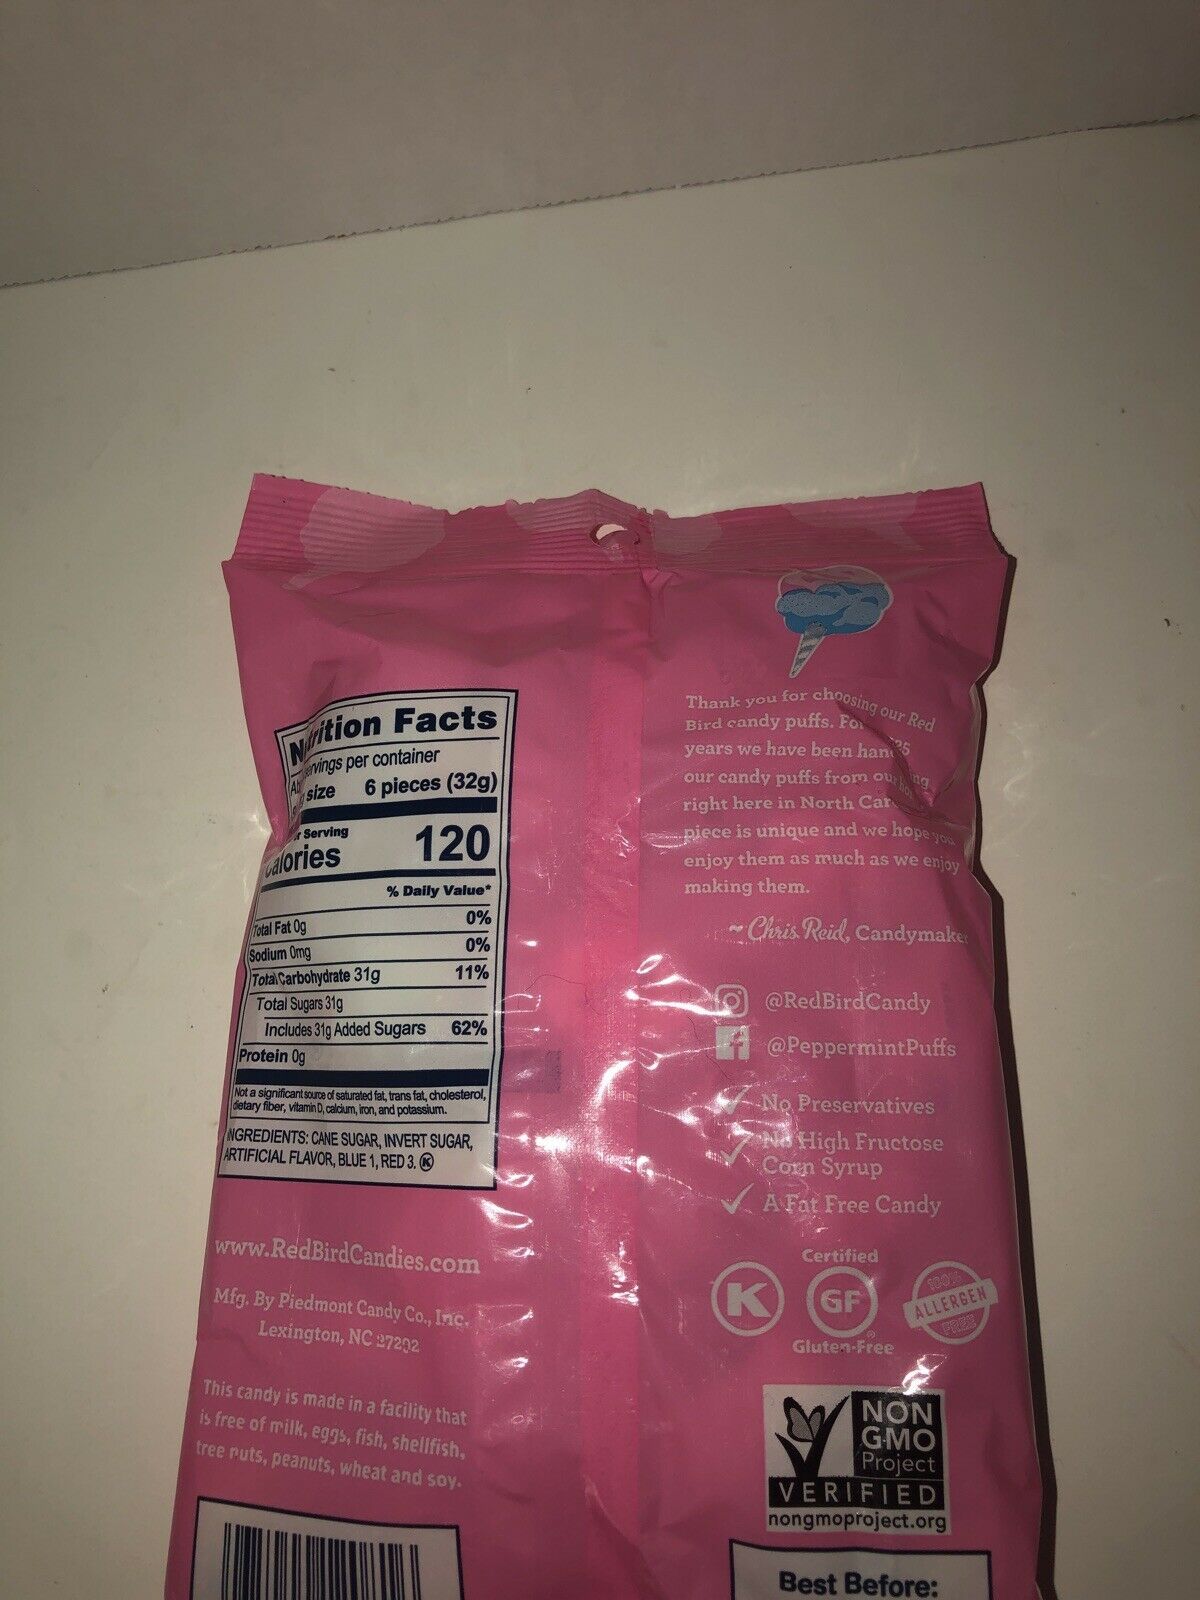 Nutrition Facts
servings per container
size 6 pieces (32g)
Serving
Calories 120
% Daily Value*
Total Fat 0g 0%
Sodium 0mg 0%
Total Carbohydrate 31g 11%
Total Sugars 31g
Includes 31g Added Sugars 62%
Protein 0g
Not a significant source of saturated fat, trans fat, cholesterol,
dietary fiber, vitamin D, calcium, iron, and potassium.
INGREDIENTS: CANE SUGAR, INVERT SUGAR,
ARTIFICIAL FLAVOR, BLUE 1, RED 3. K
www.RedBirdCandies.com
Mfg. By Piedmont Candy Co., Inc.
Lexington, NC 27292
This candy is made in a facility that
is free of milk, eggs, fish, shellfish,
tree nuts, peanuts, wheat and soy.
Thank you for choosing our Red
Bird candy puffs. For
years we have been
our candy puffs from our
right here in North
piece is unique and we hope you
enjoy them as much as we enjoy
making them.
~ Chris Reid, Candymaker
@RedBirdCandy
@PeppermintPuffs
No Preservatives
No High Fructose
Corn Syrup
A Fat Free Candy
Certified
K
GF
Gluten-Free
100%
ALLERGEN
FREE
NON
GMO
Project
VERIFIED
nongmoproject.org
Best Before: